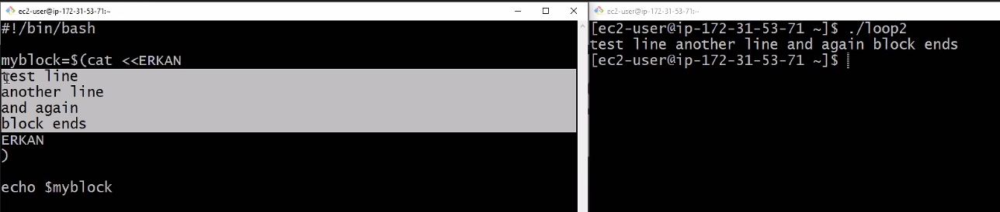 ec2-user@ip-172-31-53-71:~
#!/bin/bash
myblock=$(cat <<ERKAN
test line
another line
and again
block ends
ERKAN
)
echo $myblock
ec2-user@ip-172-31-53-71:~
[ec2-user@ip-172-31-53-71 ~]$ ./loop2
test line another line and again block ends
[ec2-user@ip-172-31-53-71 ~]$